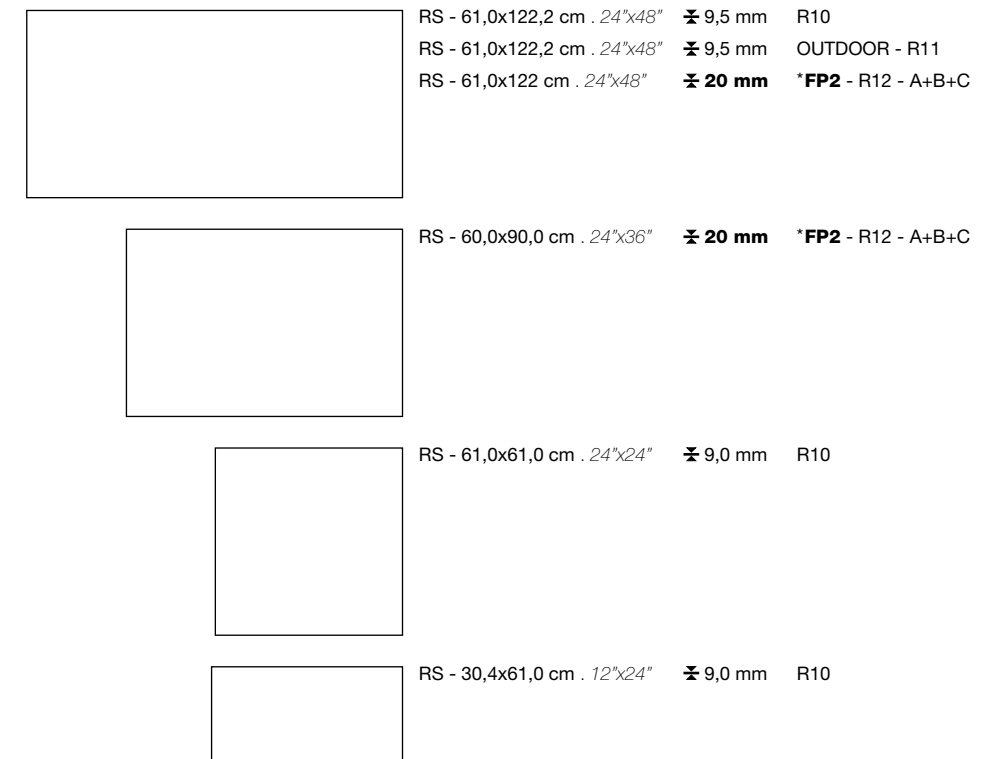 RS - 61,0x122,2 cm . 24"x48" 9,5 mm R10
RS - 61,0x122,2 cm . 24"x48" 9,5 mm OUTDOOR - R11
RS - 61,0x122 cm . 24"x48" 20 mm *FP2 - R12 - A+B+C
RS - 60,0x90,0 cm . 24"x36" 20 mm *FP2 - R12 - A+B+C
RS - 61,0x61,0 cm . 24"x24" 9,0 mm R10
RS - 30,4x61,0 cm . 12"x24" 9,0 mm R10